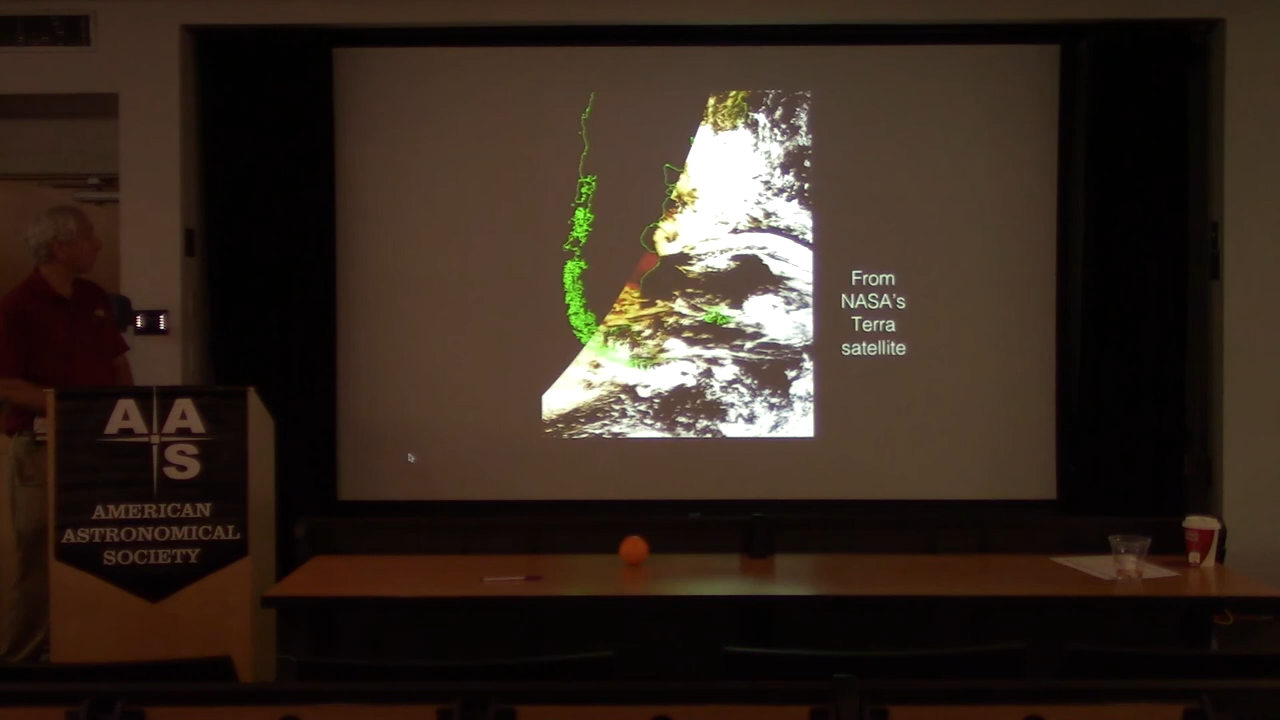 From
NASA's
Terra
satellite
A A
S
AMERICAN
ASTRONOMICAL
SOCIETY